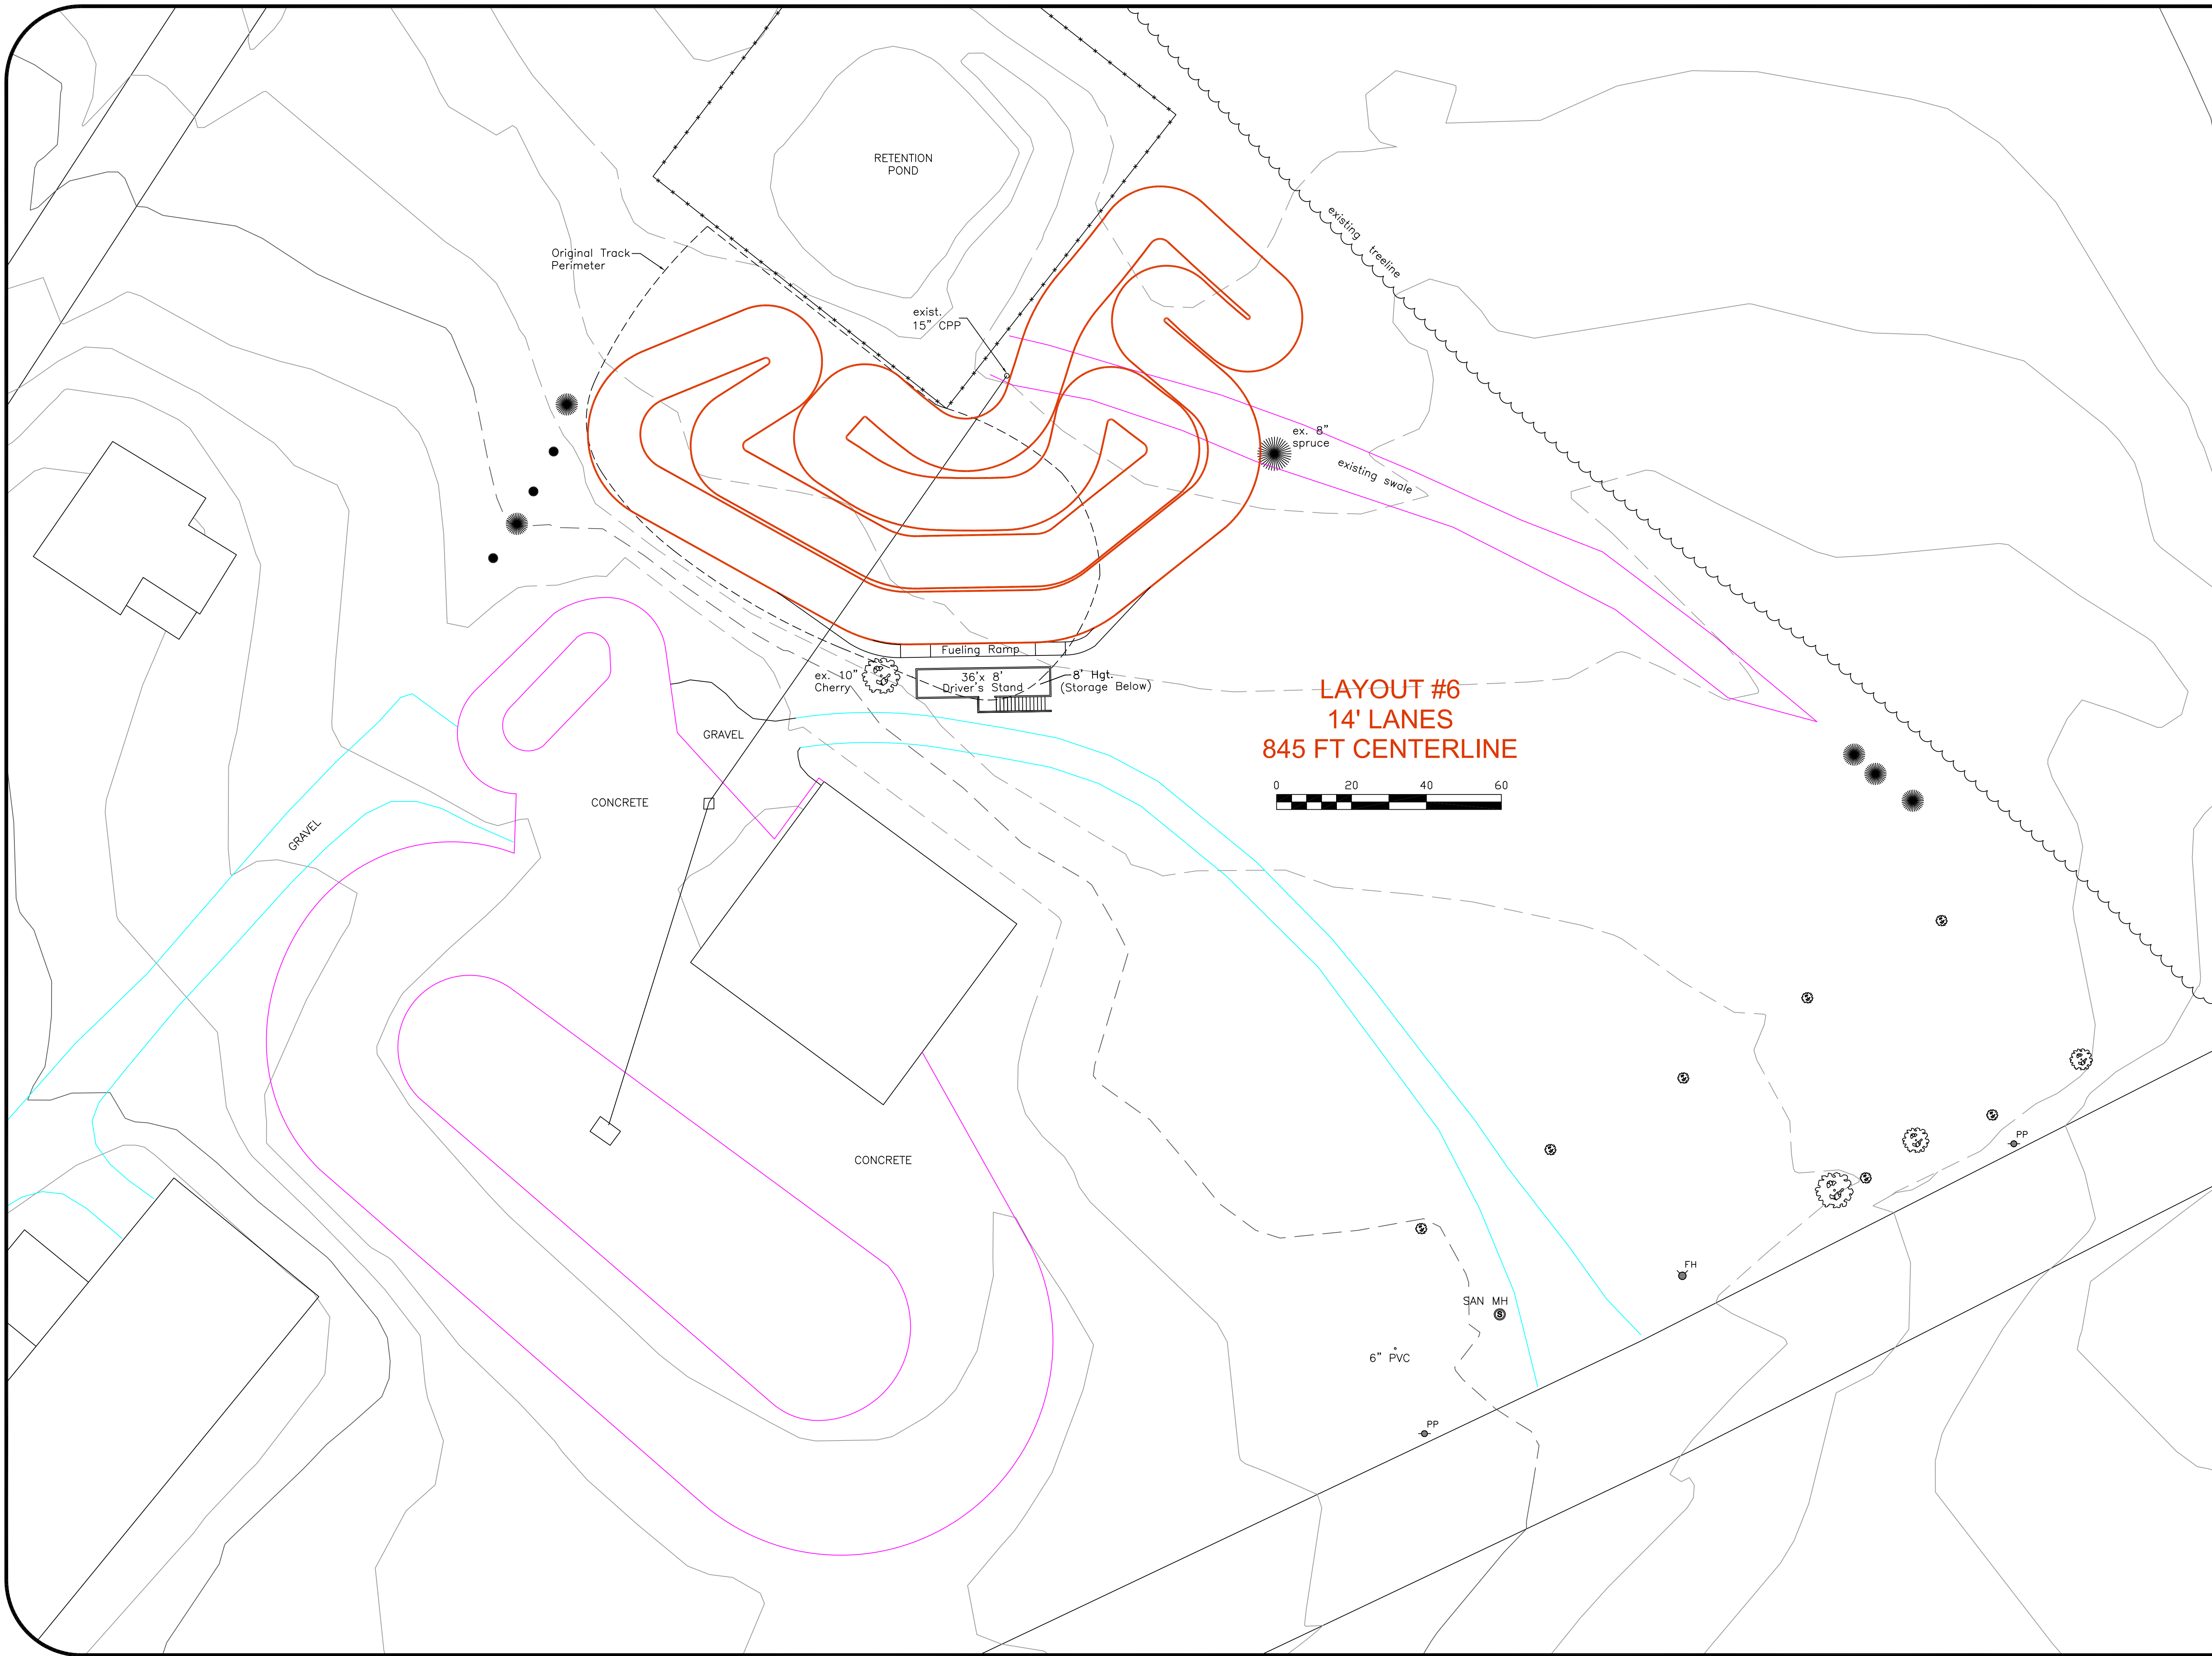 RETENTION
POND
existing treeline
Original Track
Perimeter
exist.
15" CPP
ex. 8"
spruce
existing swale
Fueling Ramp
ex. 10"
Cherry
36'x 8'
Driver's Stand
8' Hgt.
(Storage Below)
LAYOUT #6
14' LANES
845 FT CENTERLINE
0 20 40 60
GRAVEL
CONCRETE
GRAVEL
CONCRETE
PP
FH
SAN MH
S
6" PVC
PP